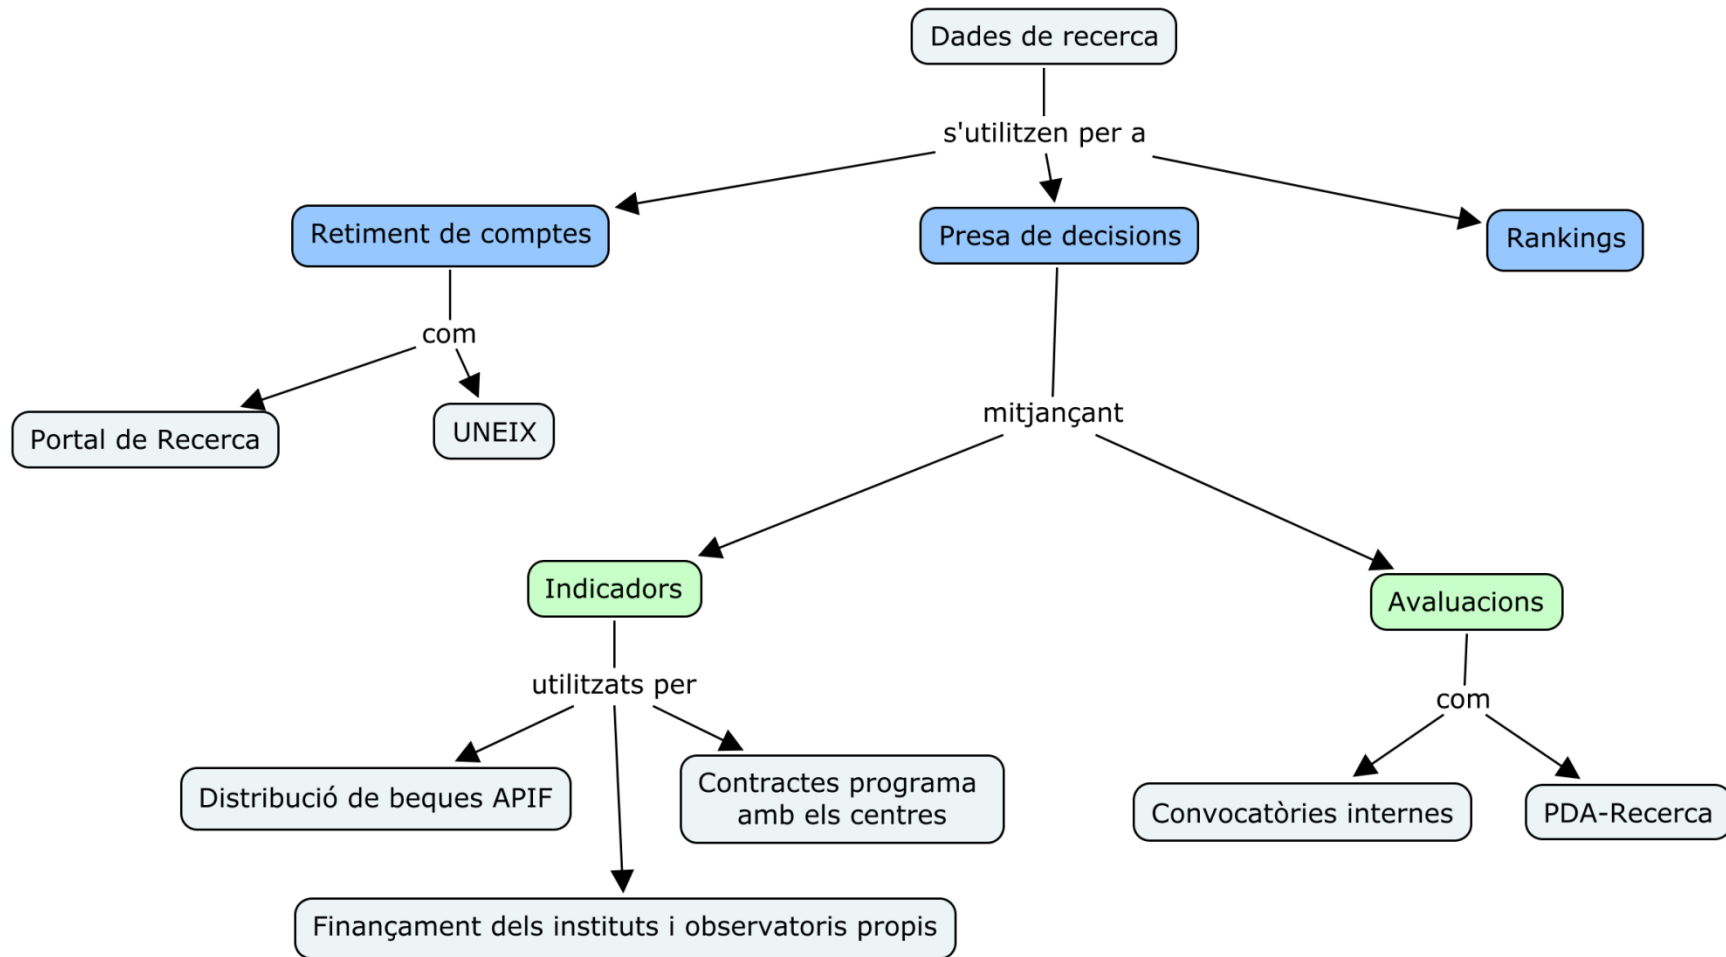 Dades de recerca
s'utilitzen per a
Retiment de comptes
Presa de decisions
Rankings
com
mitjançant
Portal de Recerca
UNEIX
Indicadors
Avaluacions
utilitzats per
com
Distribució de beques APIF
Contractes programa
amb els centres
Convocatòries internes
PDA-Recerca
Finançament dels instituts i observatoris propis